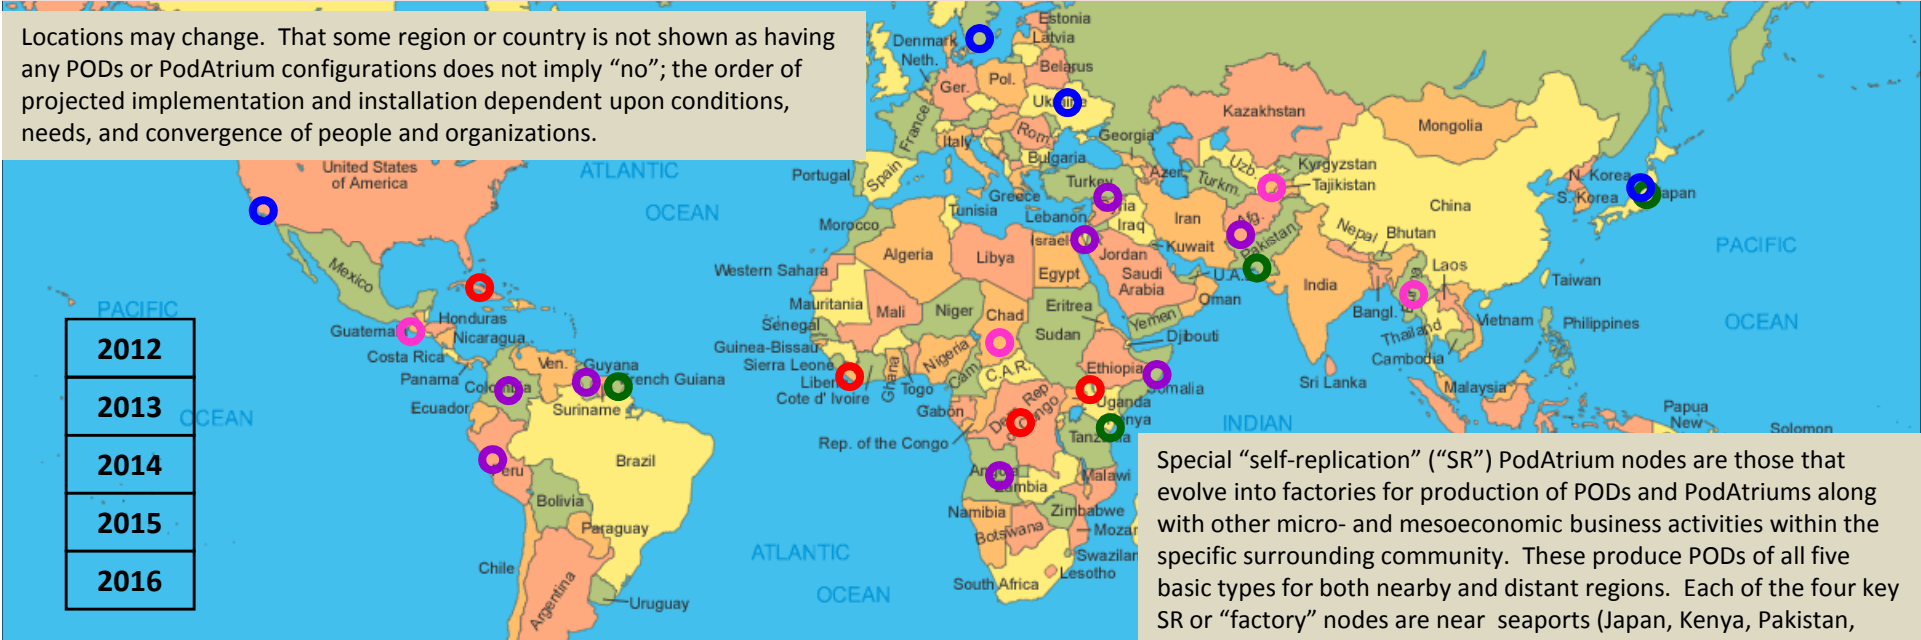 Locations may change. That some region or country is not shown as having
any PODs or PodAtrium configurations does not imply “no”; the order of
projected implementation and installation dependent upon conditions,
needs, and convergence of people and organizations.
Estonia
Denmark
Latvia
Neth.
Belarus
Ger.
Pol.
France
Kazakhstan
Mongolia
Italy
Rom.
Georgia
Bulgaria
United States
of America
ATLANTIC
OCEAN
Portugal
Spain
Greece
Turkey
Azer.
Turkm.
Uzb.
Kyrgyzstan
Tajikistan
N. Korea
S. Korea
China
Morocco
Tunisia
Lebanon
Israel
Iraq
Iran
Afg.
Pakistan
Nepal
Bhutan
Kuwait
Jordan
PACIFIC
OCEAN
Mexico
Algeria
Libya
Egypt
Saudi
Arabia
Oman
India
Laos
Taiwan
Western Sahara
Mauritania
Mali
Niger
Chad
Sudan
Eritrea
Yemen
Djibouti
Bangl.
Thailand
Vietnam
Cambodia
Philippines
PACIFIC
OCEAN
Honduras
Nicaragua
Costa Rica
Panama
Ven.
Guyana
Suriname
Ecuador
Senegal
Guinea-Bissau
Sierra Leone
Cote d' Ivoire
Ghana
Togo
Nigeria
Cam.
C.A.R.
Ethiopia
Uganda
Gabon
Rep. of the Congo
Sri Lanka
Malaysia
INDIAN
Papua
New
Solomon
2012
2013
2014
2015
2016
Brazil
Bolivia
Paraguay
Chile
Argentina
Uruguay
ATLANTIC
OCEAN
Malawi
Zimbabwe
Namibia
Botswana
South Africa
Lesotho
Special “self-replication” (“SR”) PodAtrium nodes are those that
evolve into factories for production of PODs and PodAtriums along
with other micro- and mesoeconomic business activities within the
specific surrounding community. These produce PODs of all five
basic types for both nearby and distant regions. Each of the four key
SR or “factory” nodes are near seaports (Japan, Kenya, Pakistan,